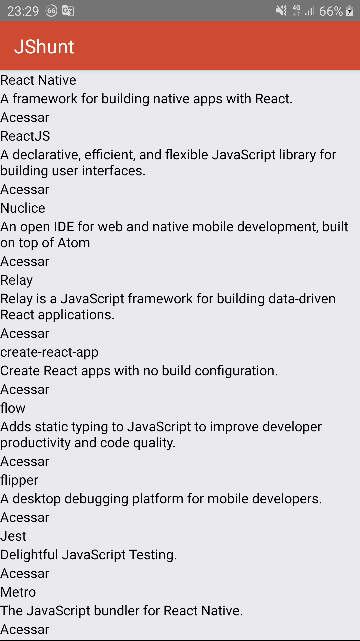 23:29 66 4G 66%
JShunt
React Native
A framework for building native apps with React.
Acessar
ReactJS
A declarative, efficient, and flexible JavaScript library for
building user interfaces.
Acessar
Nuclice
An open IDE for web and native mobile development, built
on top of Atom
Acessar
Relay
Relay is a JavaScript framework for building data-driven
React applications.
Acessar
create-react-app
Create React apps with no build configuration.
Acessar
flow
Adds static typing to JavaScript to improve developer
productivity and code quality.
Acessar
flipper
A desktop debugging platform for mobile developers.
Acessar
Jest
Delightful JavaScript Testing.
Acessar
Metro
The JavaScript bundler for React Native.
Acessar